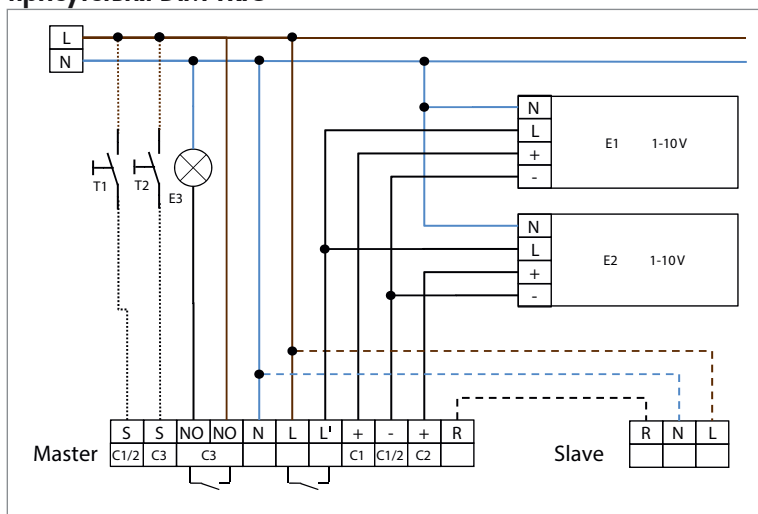 L
N
N
L
+
-
E1 1-10V
T1
T2
E3
N
L
+
-
E2 1-10V
S S NO NO N L L' + - + R
Master
C1/2 C3 C3 C1 C1/2 C2
Slave
R N L